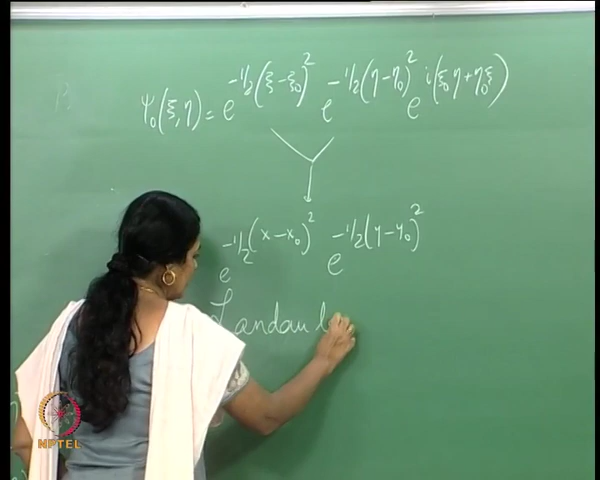 ψ₀(ξ, η) = e^{-1/2(ξ-ξ₀)²} e^{-1/2(η-η₀)²} e^{i(ξ₀η+η₀ξ)}
e^{-1/2(x-x₀)²} e^{-1/2(y-y₀)²}
Landau l
NPTEL